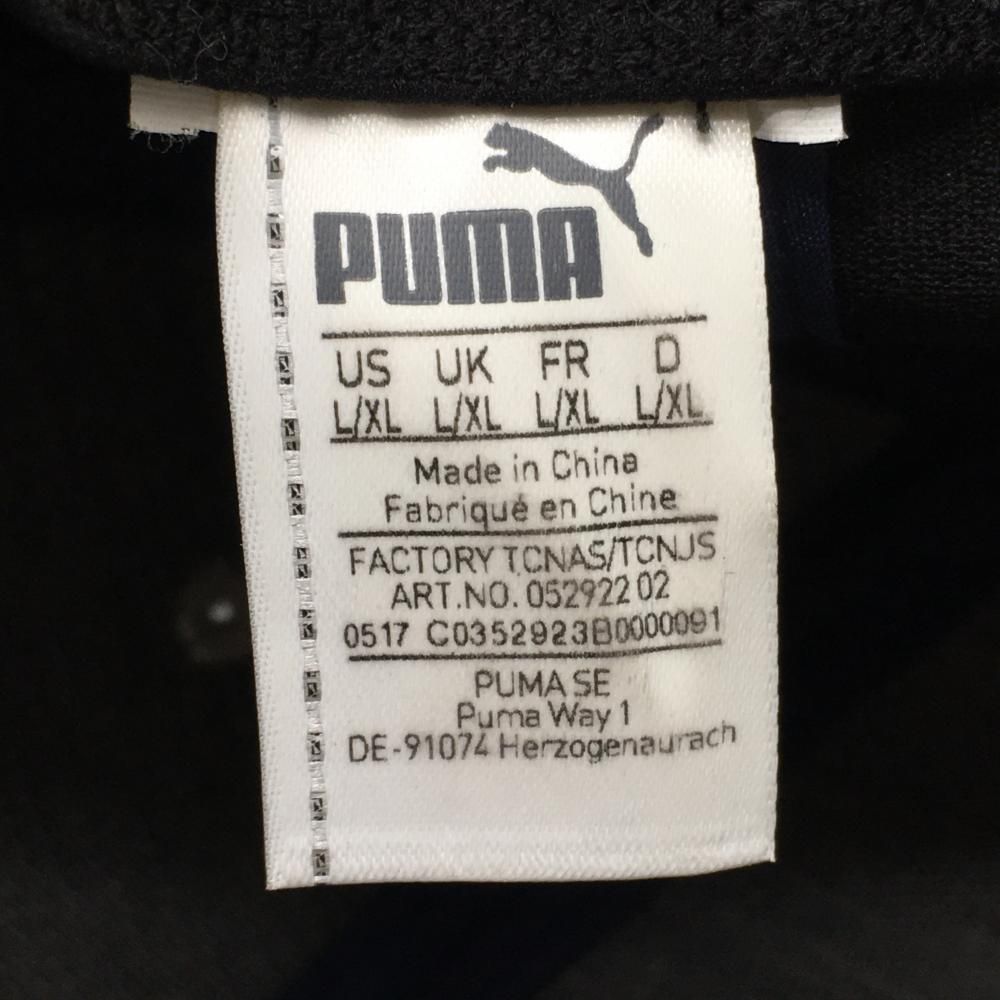 PUMA
US UK FR D
L/XL L/XL L/XL L/XL
Made in China
Fabriqué en Chine
FACTORY TCNAS/TCNJS
ART.NO. 052922 02
0517 C0352923B0000091
PUMA SE
Puma Way 1
DE-91074 Herzogenaurach